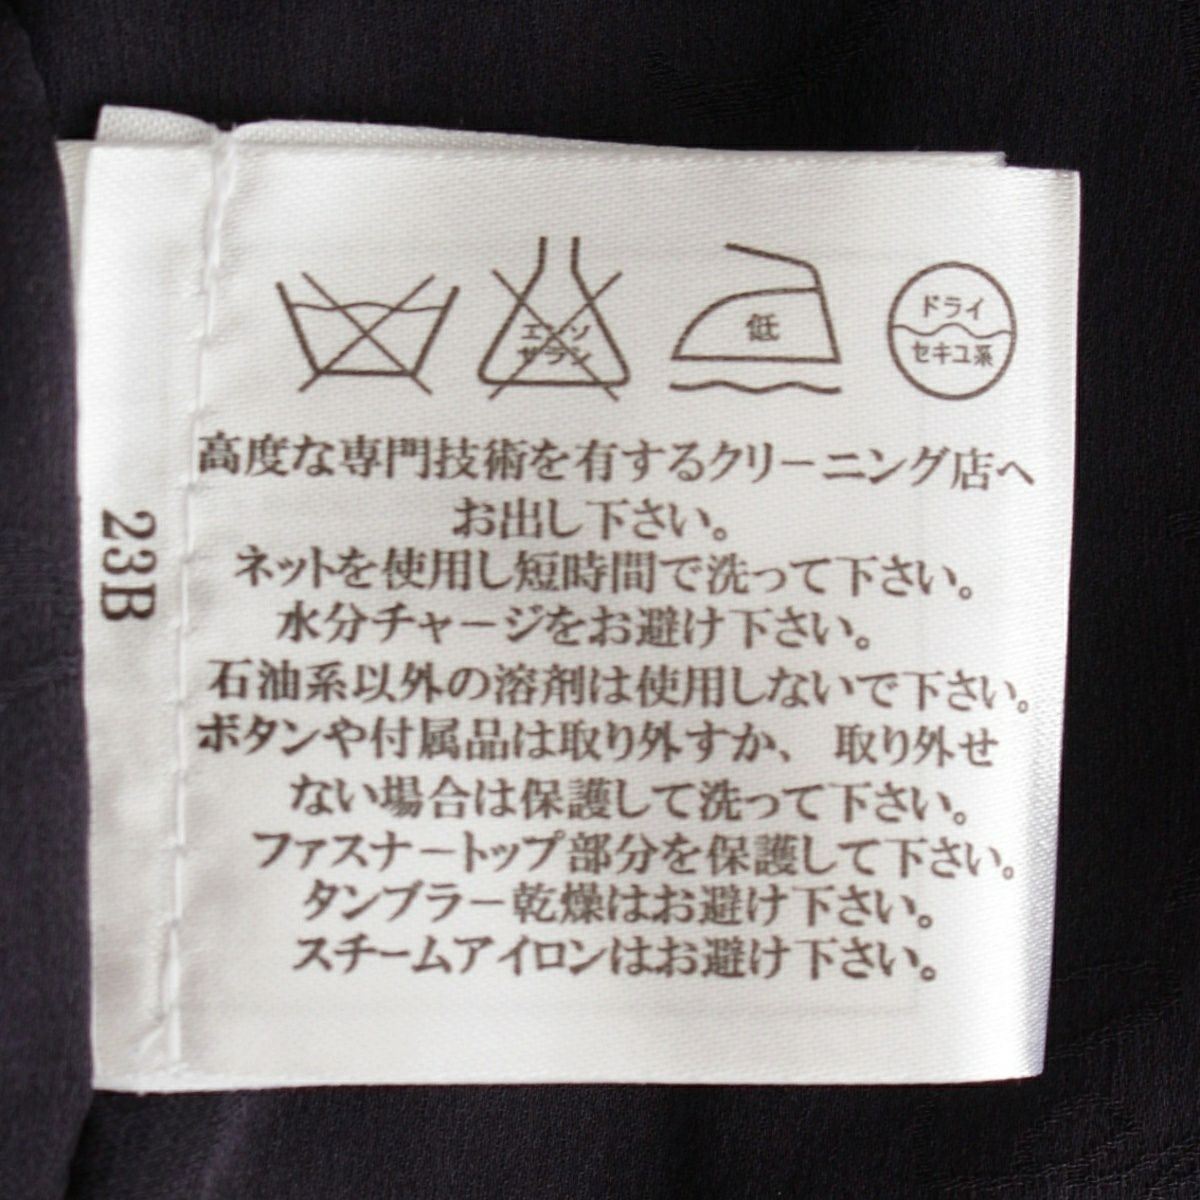 エンソ
サラシ
低
ドライ
セキユ系
高度な専門技術を有するクリーニング店へ
お出し下さい。
ネットを使用し短時間で洗って下さい。
水分チャージをお避け下さい。
石油系以外の溶剤は使用しないで下さい。
ボタンや付属品は取り外すか、取り外せ
ない場合は保護して洗って下さい。
ファスナートップ部分を保護して下さい。
タンブラー乾燥はお避け下さい。
スチームアイロンはお避け下さい。
23B